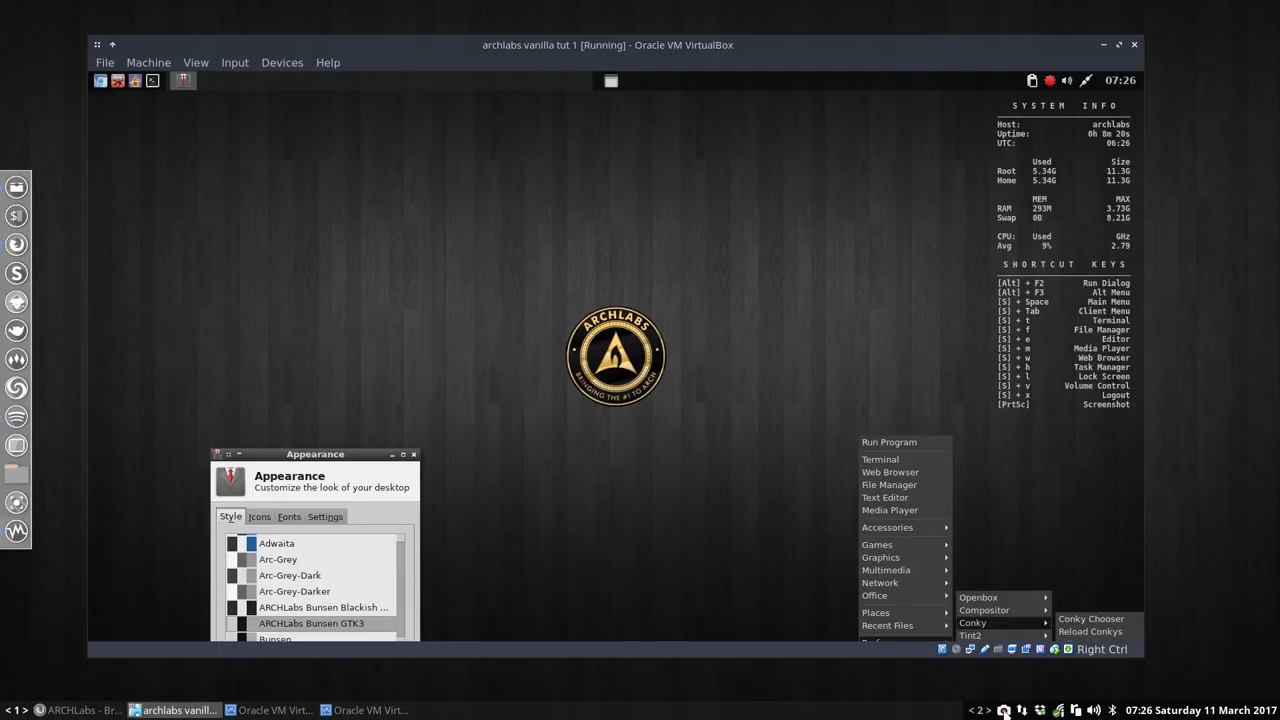 archlabs vanilla tut 1 [Running] - Oracle VM VirtualBox
File Machine View Input Devices Help
07:26
SYSTEM INFO
Host: archlabs
Uptime: 0h 8m 20s
UTC: 06:26
Used Size
Root 5.34G 11.3G
Home 5.34G 11.3G
MEM MAX
RAM 293M 3.73G
Swap 0B 8.21G
CPU: Used GHz
Avg 9% 2.79
SHORTCUT KEYS
[Alt] + F2 Run Dialog
[Alt] + F3 Alt Menu
[S] + Space Main Menu
[S] + Tab Client Menu
[S] + t Terminal
[S] + f File Manager
[S] + e Editor
[S] + m Media Player
[S] + w Web Browser
[S] + h Task Manager
[S] + l Lock Screen
[S] + v Volume Control
[S] + x Logout
[PrtSc] Screenshot
ARCHLABS
BRINGING THE #! TO ARCH
Appearance
Appearance
Customize the look of your desktop
Style Icons Fonts Settings
Adwaita
Arc-Grey
Arc-Grey-Dark
Arc-Grey-Darker
ARCHLabs Bunsen Blackish ...
ARCHLabs Bunsen GTK3
Bunsen
Run Program
Terminal
Web Browser
File Manager
Text Editor
Media Player
Accessories
Games
Graphics
Multimedia
Network
Office
Places
Recent Files
Openbox
Compositor
Conky
Tint2
Conky Chooser
Reload Conkys
Right Ctrl
< 1 > ARCHLabs - Br... archlabs vanill... Oracle VM Virt... Oracle VM Virt... < 2 > 07:26 Saturday 11 March 2017